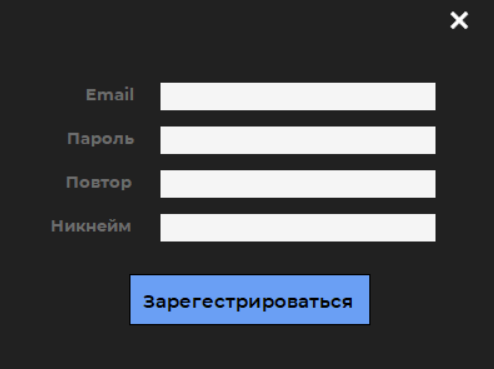 Email
Пароль
Повтор
Никнейм
Зарегестрироваться